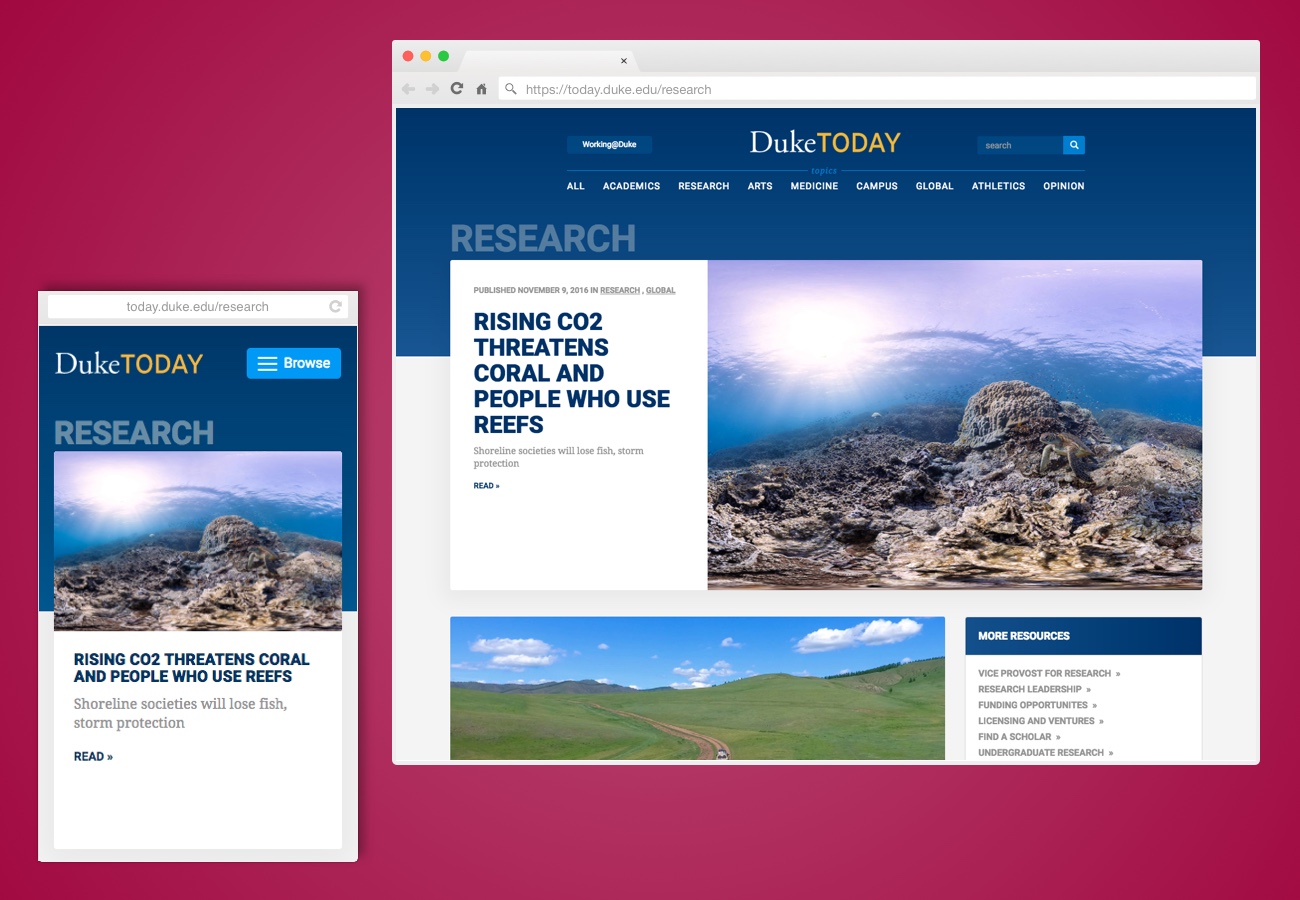 https://today.duke.edu/research
Working@Duke
DukeTODAY
search
topics
ALL ACADEMICS RESEARCH ARTS MEDICINE CAMPUS GLOBAL ATHLETICS OPINION
RESEARCH
PUBLISHED NOVEMBER 9, 2016 IN RESEARCH , GLOBAL
RISING CO2
THREATENS
CORAL AND
PEOPLE WHO USE
REEFS
Shoreline societies will lose fish, storm
protection
READ »
MORE RESOURCES
VICE PROVOST FOR RESEARCH »
RESEARCH LEADERSHIP »
FUNDING OPPORTUNITES »
LICENSING AND VENTURES »
FIND A SCHOLAR »
UNDERGRADUATE RESEARCH »
today.duke.edu/research
DukeTODAY
Browse
RESEARCH
RISING CO2 THREATENS CORAL
AND PEOPLE WHO USE REEFS
Shoreline societies will lose fish,
storm protection
READ »